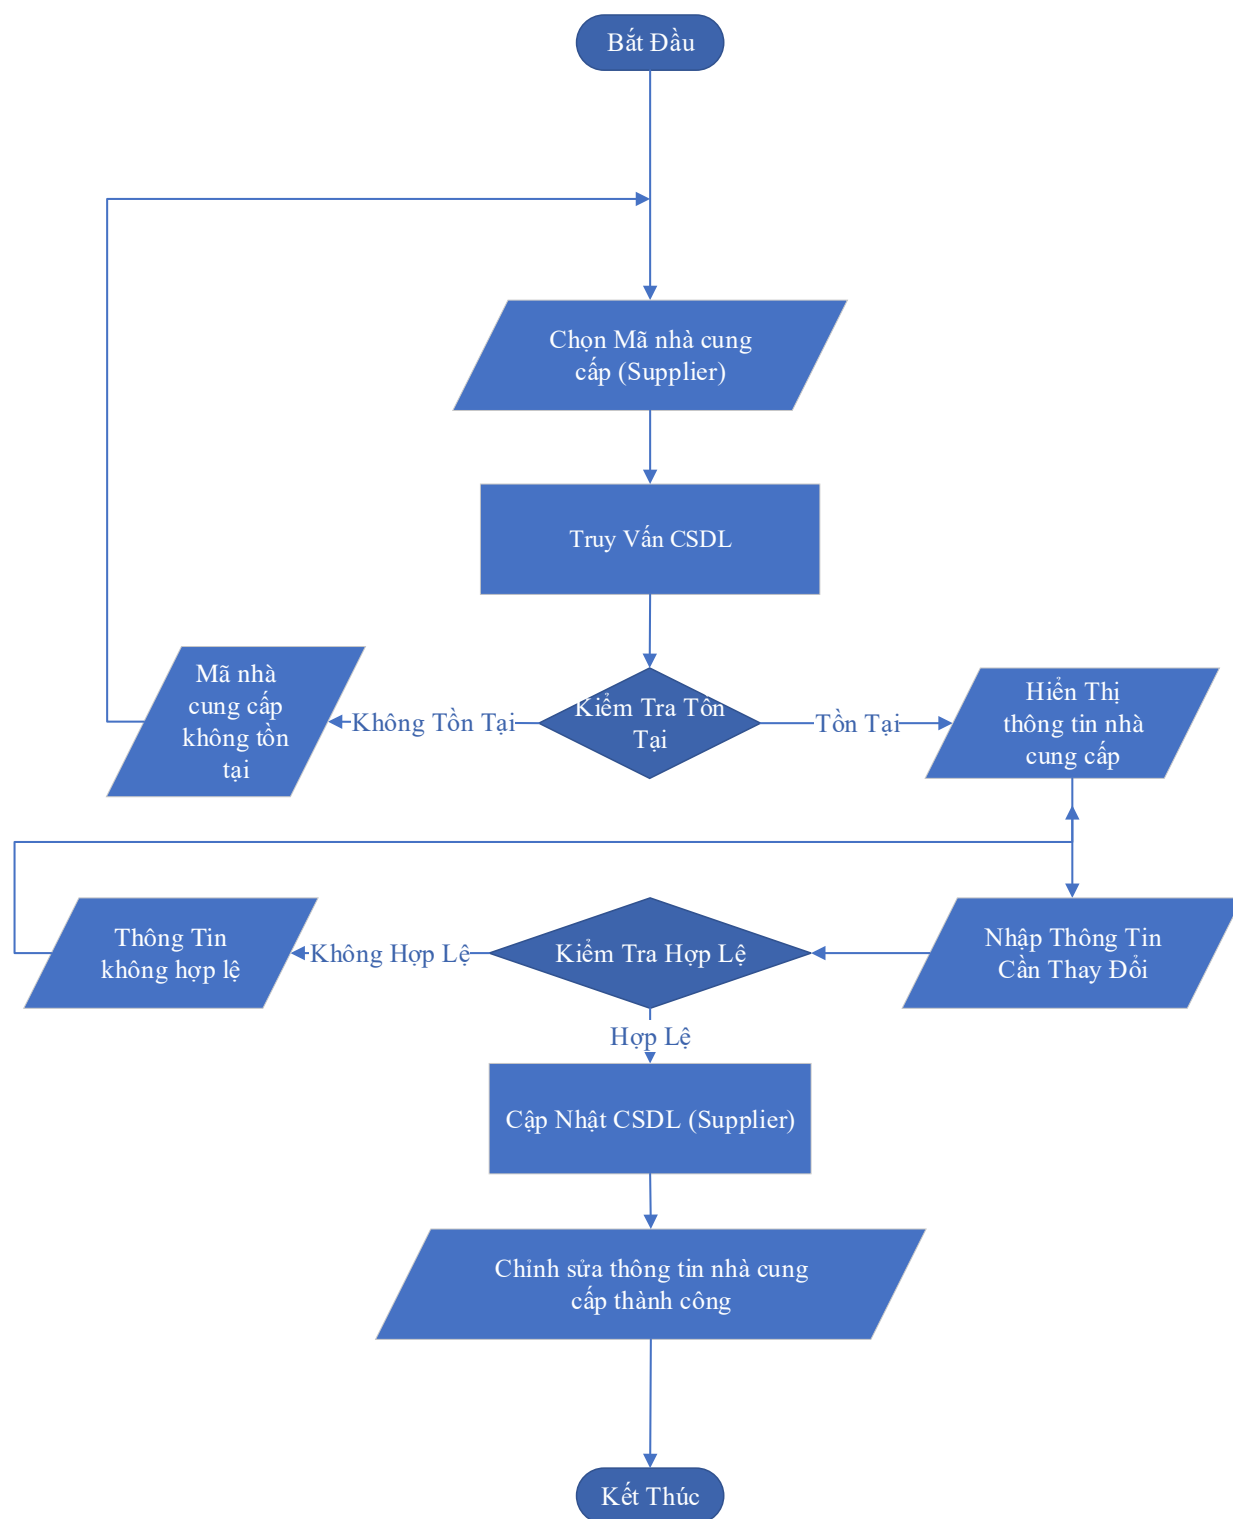 Bắt Đầu
Chọn Mã nhà cung
cấp (Supplier)
Truy Vấn CSDL
Mã nhà
cung cấp
không tồn
tại
Không Tồn Tại
Kiểm Tra Tồn
Tại
Tồn Tại
Hiển Thị
thông tin nhà
cung cấp
Thông Tin
không hợp lệ
Không Hợp Lệ
Kiểm Tra Hợp Lệ
Nhập Thông Tin
Cần Thay Đổi
Hợp Lệ
Cập Nhật CSDL (Supplier)
Chỉnh sửa thông tin nhà cung
cấp thành công
Kết Thúc